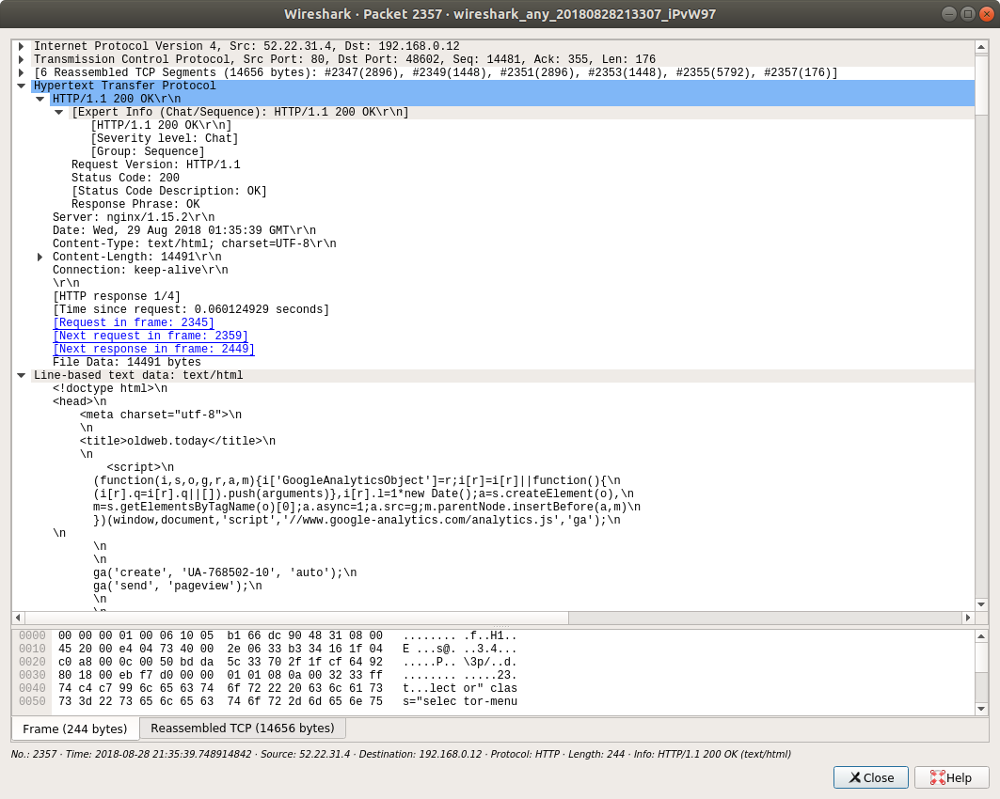 Wireshark · Packet 2357 · wireshark_any_20180828213307_iPvW97
Internet Protocol Version 4, Src: 52.22.31.4, Dst: 192.168.0.12
Transmission Control Protocol, Src Port: 80, Dst Port: 48602, Seq: 14481, Ack: 355, Len: 176
[6 Reassembled TCP Segments (14656 bytes): #2347(2896), #2349(1448), #2351(2896), #2353(1448), #2355(5792), #2357(176)]
Hypertext Transfer Protocol
HTTP/1.1 200 OK\r\n
[Expert Info (Chat/Sequence): HTTP/1.1 200 OK\r\n]
[HTTP/1.1 200 OK\r\n]
[Severity level: Chat]
[Group: Sequence]
Request Version: HTTP/1.1
Status Code: 200
[Status Code Description: OK]
Response Phrase: OK
Server: nginx/1.15.2\r\n
Date: Wed, 29 Aug 2018 01:35:39 GMT\r\n
Content-Type: text/html; charset=UTF-8\r\n
Content-Length: 14491\r\n
Connection: keep-alive\r\n
\r\n
[HTTP response 1/4]
[Time since request: 0.060124929 seconds]
[Request in frame: 2345]
[Next request in frame: 2359]
[Next response in frame: 2449]
File Data: 14491 bytes
Line-based text data: text/html
<!doctype html>\n
<head>\n
<meta charset="utf-8">\n
\n
<title>oldweb.today</title>\n
\n
<script>\n
(function(i,s,o,g,r,a,m){i['GoogleAnalyticsObject']=r;i[r]=i[r]||function(){\n
(i[r].q=i[r].q||[]).push(arguments)},i[r].l=1*new Date();a=s.createElement(o),\n
m=s.getElementsByTagName(o)[0];a.async=1;a.src=g;m.parentNode.insertBefore(a,m)\n
})(window,document,'script','//www.google-analytics.com/analytics.js','ga');\n
\n
\n
\n
ga('create', 'UA-768502-10', 'auto');\n
ga('send', 'pageview');\n
\n
0000 00 00 00 01 00 06 10 05 b1 66 dc 90 48 31 08 00 ........ .f..H1..
0010 45 20 00 e4 04 73 40 00 2e 06 33 b3 34 16 1f 04 E ...s@. ..3.4...
0020 c0 a8 00 0c 00 50 bd da 5c 33 70 2f 1f cf 64 92 .....P.. \3p/..d.
0030 80 18 00 eb f7 d0 00 00 01 01 08 0a 00 32 33 ff ........ .....23.
0040 74 c4 c7 99 6c 65 63 74 6f 72 22 20 63 6c 61 73 t...lect or" clas
0050 73 3d 22 73 65 6c 65 63 74 6f 72 2d 6d 65 6e 75 s="selec tor-menu
Frame (244 bytes) Reassembled TCP (14656 bytes)
No.: 2357 · Time: 2018-08-28 21:35:39.748914842 · Source: 52.22.31.4 · Destination: 192.168.0.12 · Protocol: HTTP · Length: 244 · Info: HTTP/1.1 200 OK (text/html)
Close Help